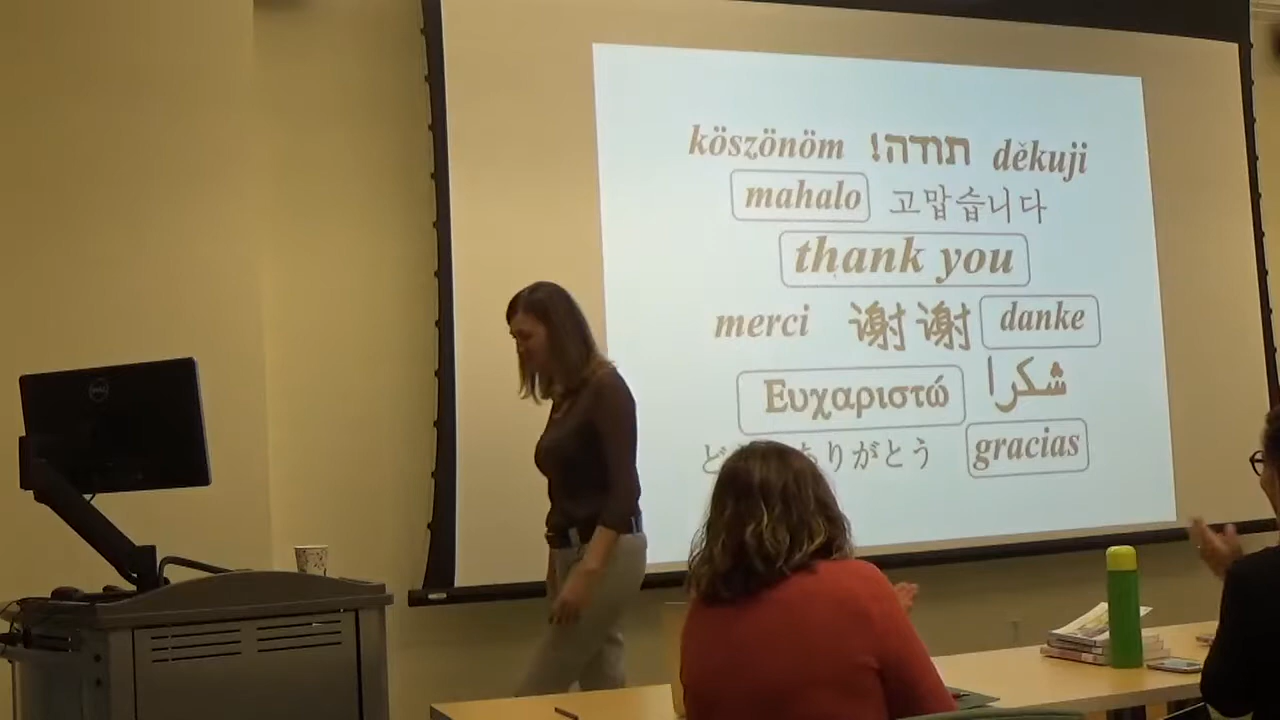 köszönöm תודה! děkuji
mahalo 고맙습니다
thank you
merci 谢谢 danke
Ευχαριστώ شكرا
ありがとう gracias
DELL